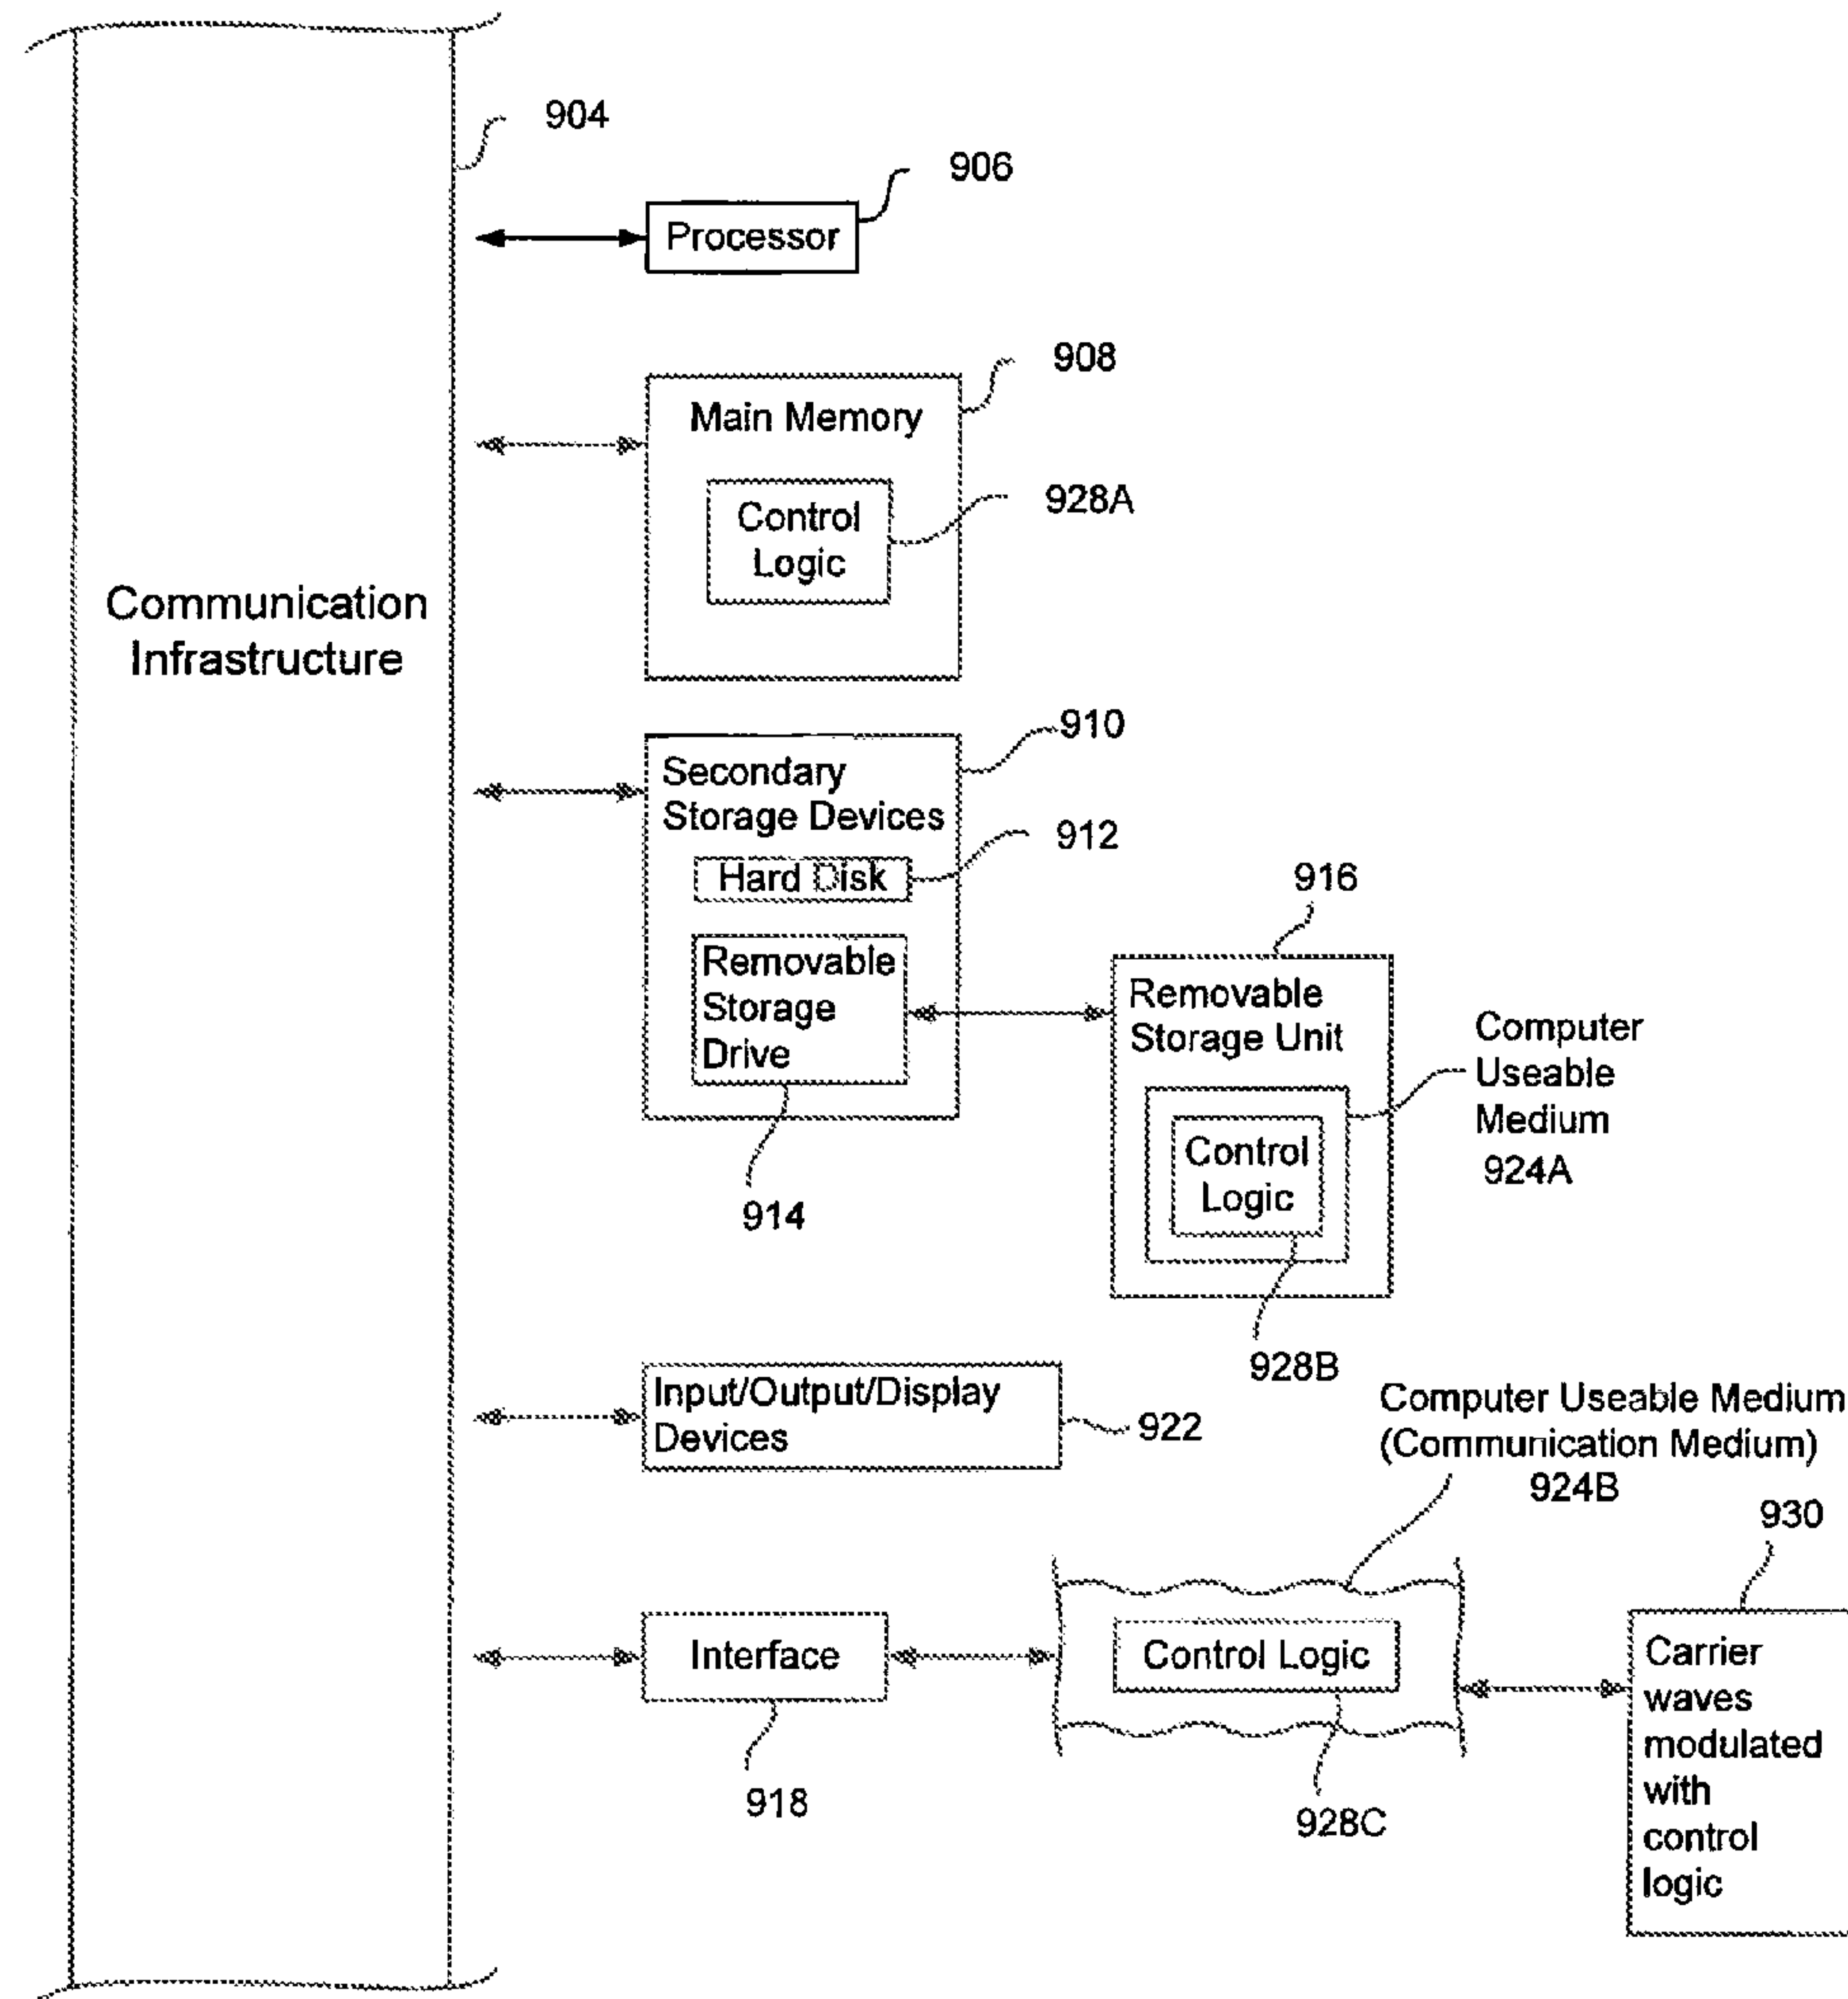 904
906
Processor
908
Main Memory
928A
Control
Logic
Communication
Infrastructure
910
Secondary
Storage Devices
912
Hard Disk
916
Removable
Storage
Drive
Removable
Storage Unit
Computer
Useable
Medium
924A
Control
Logic
914
928B
Input/Output/Display
Devices
922
Computer Useable Medium
(Communication Medium)
924B
930
Interface
Control Logic
Carrier
waves
modulated
with
control
logic
918
928C